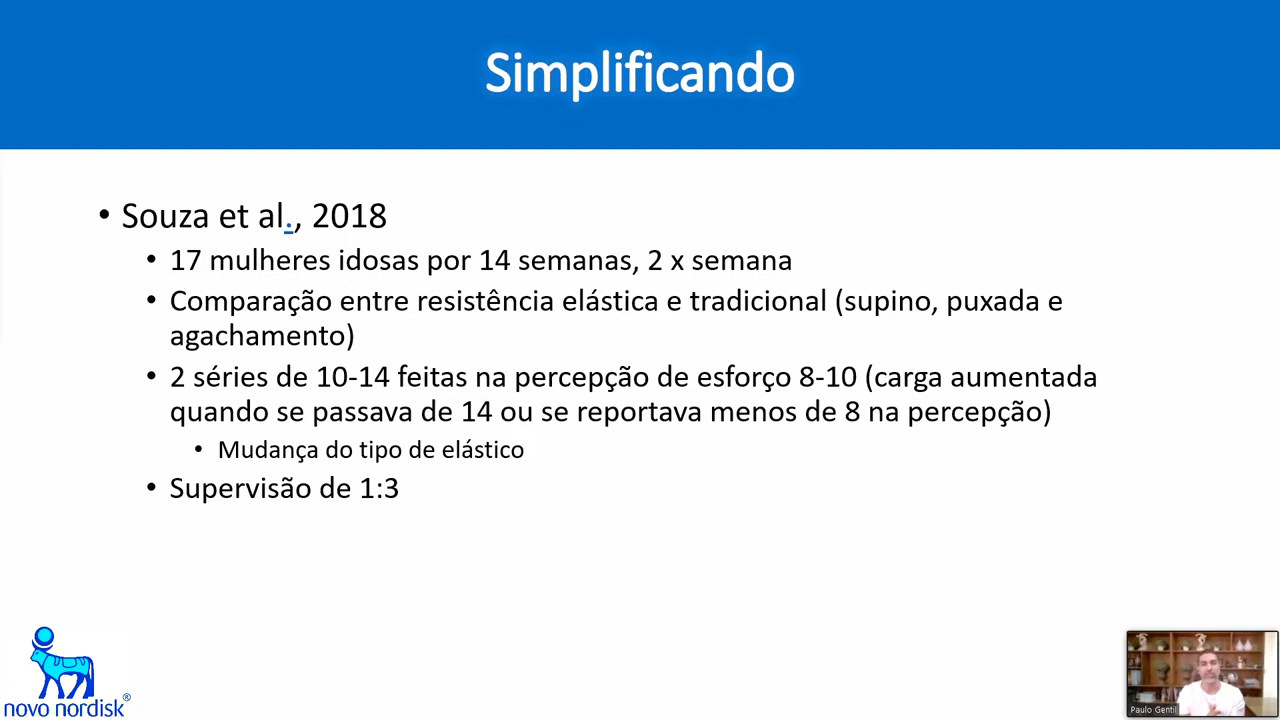 Simplificando
• Souza et al., 2018
• 17 mulheres idosas por 14 semanas, 2 x semana
• Comparação entre resistência elástica e tradicional (supino, puxada e
agachamento)
• 2 séries de 10-14 feitas na percepção de esforço 8-10 (carga aumentada
quando se passava de 14 ou se reportava menos de 8 na percepção)
• Mudança do tipo de elástico
• Supervisão de 1:3
novo nordisk®
Paulo Gentil